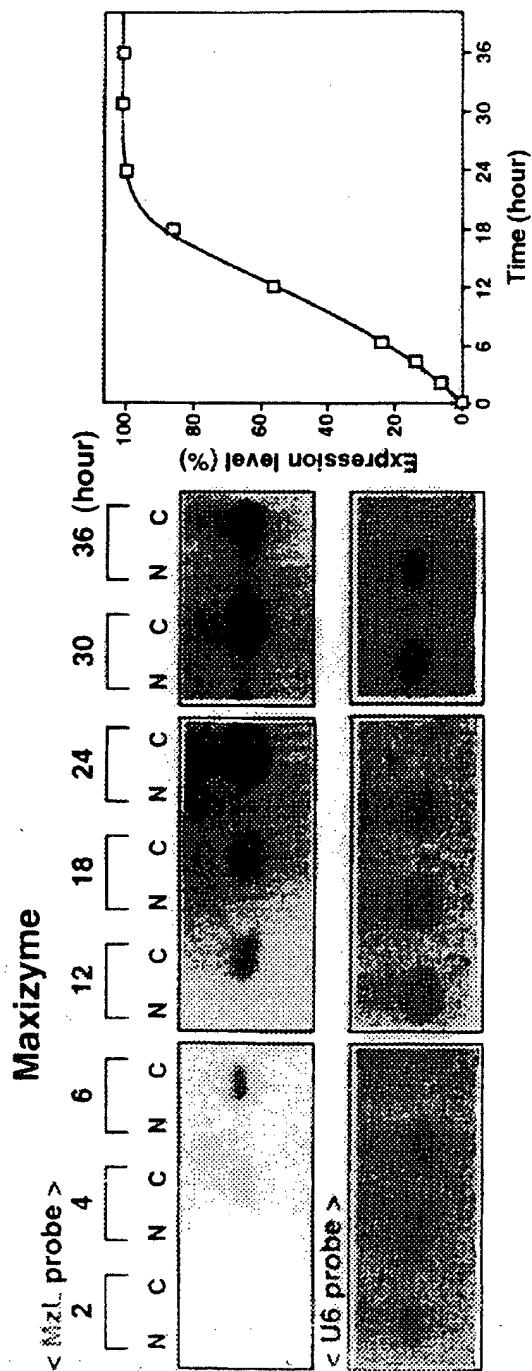 Maxizyme
< MzL probe >
2 4 6 12 18 24 30 36 (hour)
N C N C N C N C N C N C N C N C
< U6 probe >
Expression level (%)
100
80
60
40
20
0
0 6 12 18 24 30 36
Time (hour)